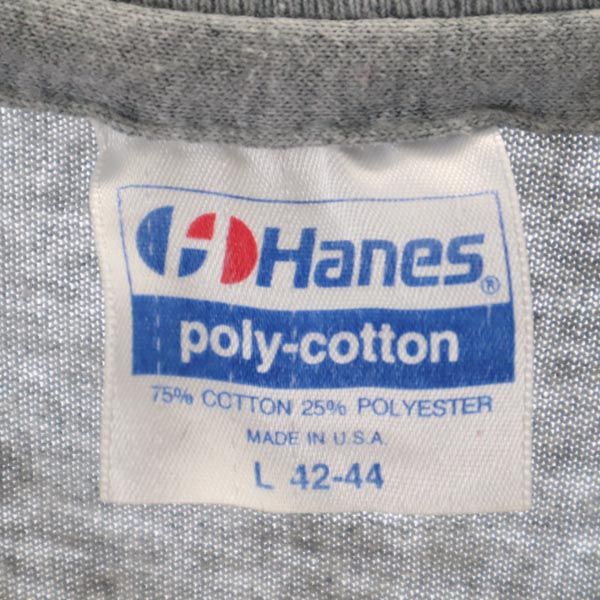 Hanes®
poly-cotton
75% COTTON 25% POLYESTER
MADE IN U.S.A.
L 42-44